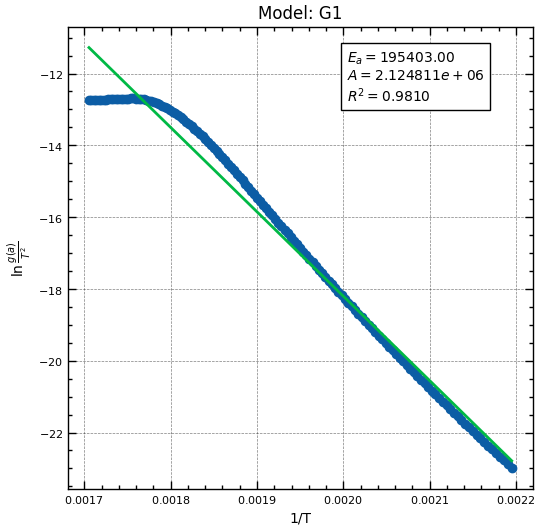 Model: G1
E_a = 195403.00
A = 2.124811e + 06
R² = 0.9810
ln g(a)/T²
−12
−14
−16
−18
−20
−22
0.0017 0.0018 0.0019 0.0020 0.0021 0.0022
1/T